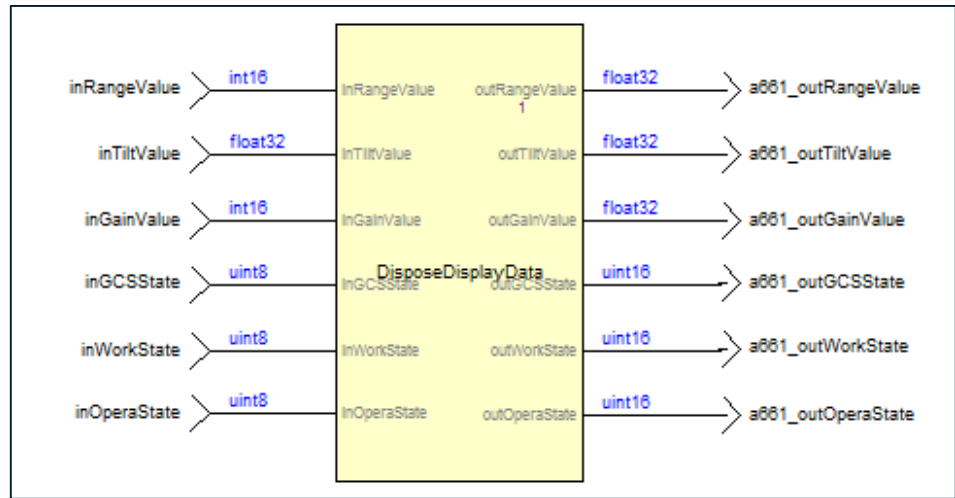 inRangeValue int16 inRangeValue outRangeValue float32 a661_outRangeValue
1
inTiltValue float32 inTiltValue outTiltValue float32 a661_outTiltValue
inGainValue int16 inGainValue outGainValue float32 a661_outGainValue
DisposeDisplayData
inGCSState uint8 inGCSState outGCSState uint16 a661_outGCSState
inWorkState uint8 inWorkState outWorkState uint16 a661_outWorkState
inOperaState uint8 inOperaState outOperaState uint16 a661_outOperaState